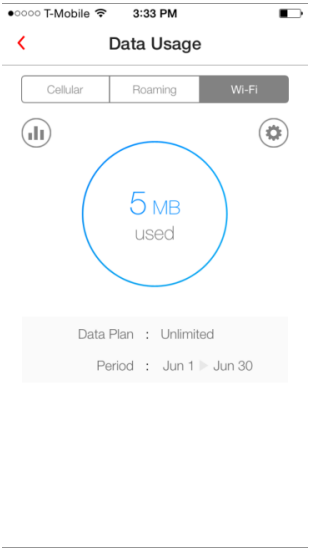 T-Mobile 3:33 PM
Data Usage
Cellular Roaming Wi-Fi
5 MB
used
Data Plan : Unlimited
Period : Jun 1 ▶ Jun 30